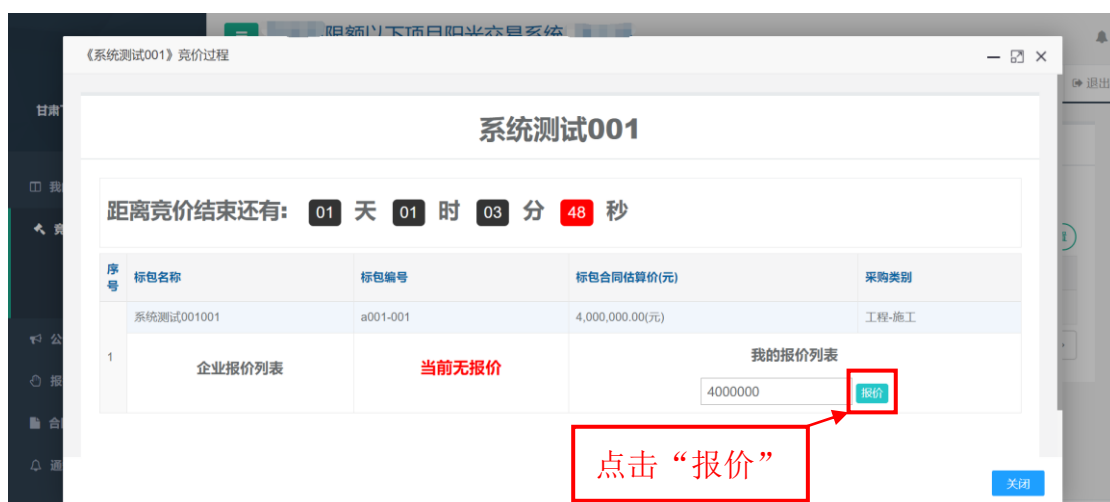 限额以下项目阳光交易系统
《系统测试001》竞价过程
退出
甘肃
系统测试001
我
距离竞价结束还有: 01 天 01 时 03 分 48 秒
竞
序号 标包名称 标包编号 标包合同估算价(元) 采购类别
系统测试001001 a001-001 4,000,000.00(元) 工程-施工
公
1 企业报价列表 当前无报价 我的报价列表
报
4000000 报价
合
点击“报价”
通
关闭